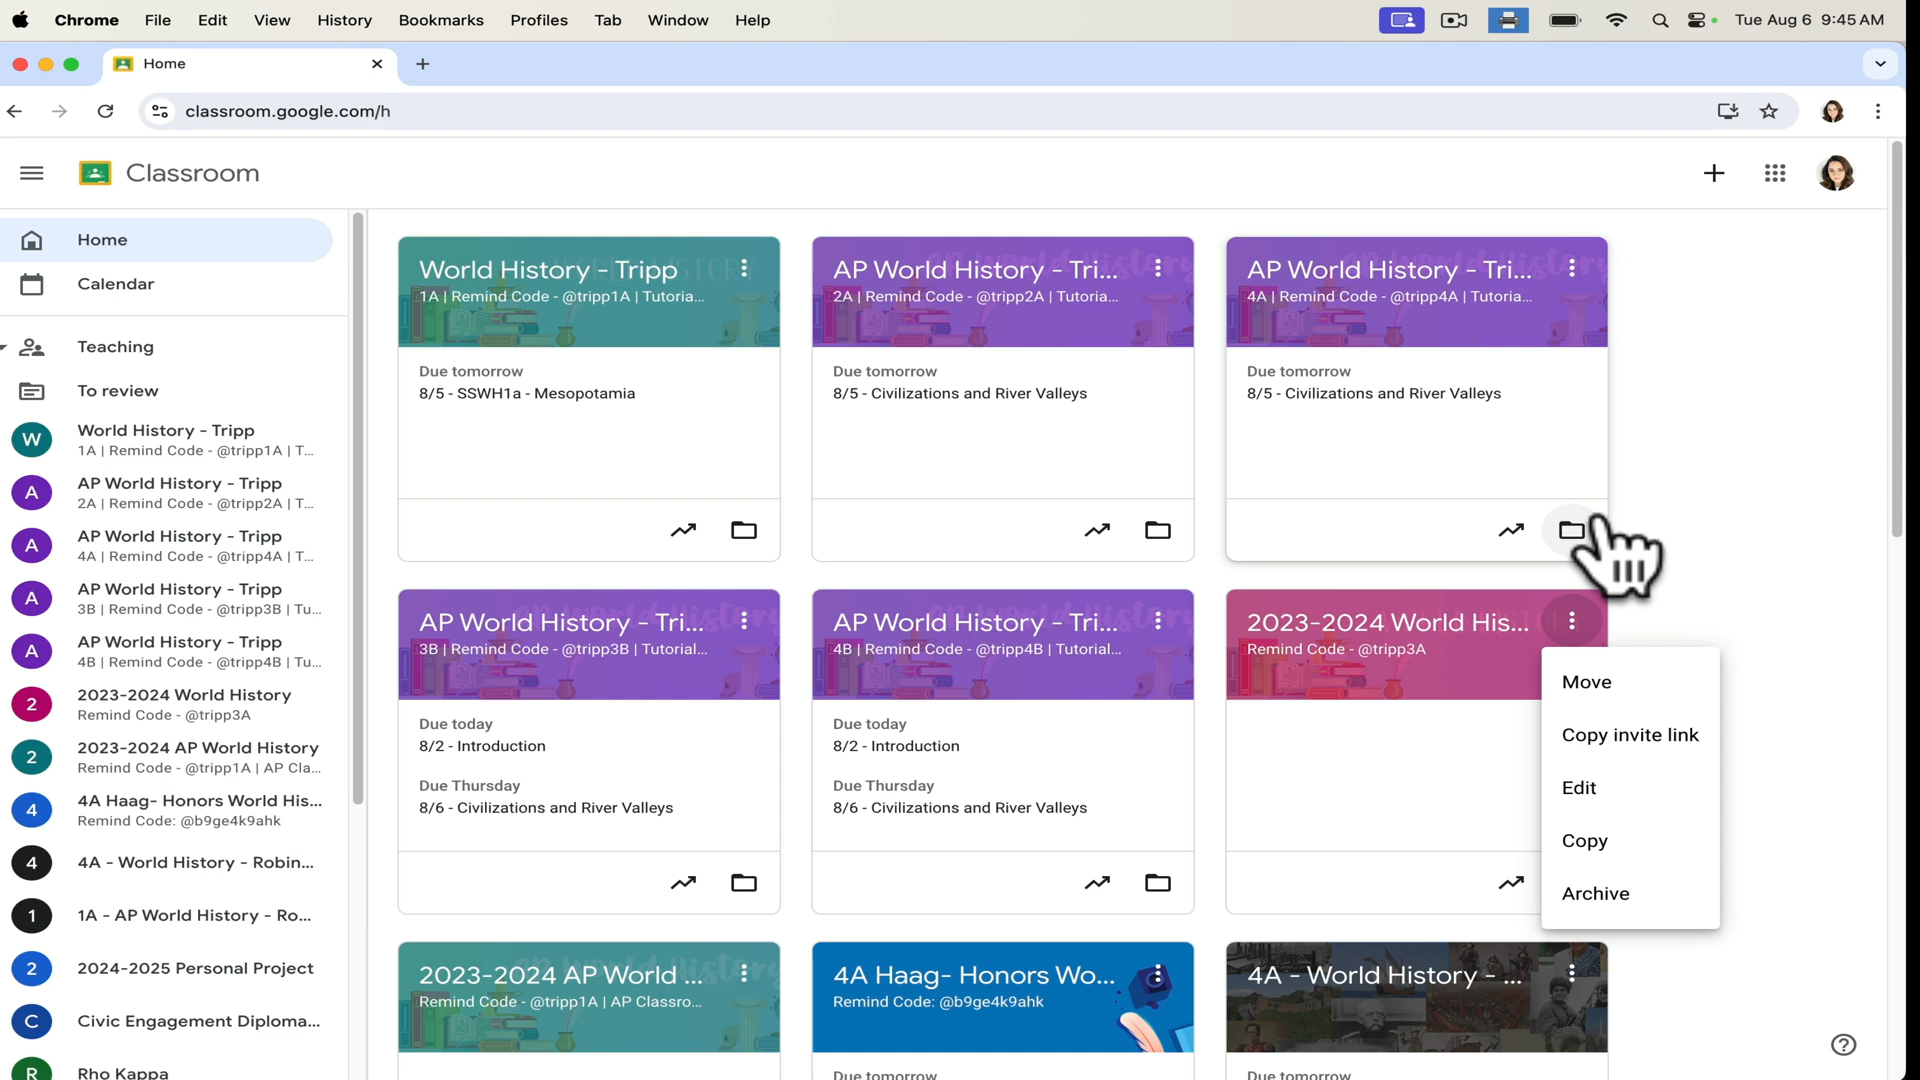 Chrome File Edit View History Bookmarks Profiles Tab Window Help Tue Aug 6 9:45 AM
Home
classroom.google.com/h
Classroom
Home
Calendar
Teaching
To review
World History - Tripp
1A | Remind Code - @tripp1A | T...
AP World History - Tripp
2A | Remind Code - @tripp2A | T...
AP World History - Tripp
4A | Remind Code - @tripp4A | T...
AP World History - Tripp
3B | Remind Code - @tripp3B | Tu...
AP World History - Tripp
4B | Remind Code - @tripp4B | Tu...
2023-2024 World History
Remind Code - @tripp3A
2023-2024 AP World History
Remind Code - @tripp1A | AP Cla...
4A Haag- Honors World His...
Remind Code: @b9ge4k9ahk
4A - World History - Robin...
1A - AP World History - Ro...
2024-2025 Personal Project
Civic Engagement Diploma...
Rho Kappa
W
A
A
A
A
2
2
4
4
1
2
C
R
World History - Tripp
1A | Remind Code - @tripp1A | Tutoria...
Due tomorrow
8/5 - SSWH1a - Mesopotamia
AP World History - Tri...
2A | Remind Code - @tripp2A | Tutoria...
Due tomorrow
8/5 - Civilizations and River Valleys
AP World History - Tri...
4A | Remind Code - @tripp4A | Tutoria...
Due tomorrow
8/5 - Civilizations and River Valleys
AP World History - Tri...
3B | Remind Code - @tripp3B | Tutorial...
Due today
8/2 - Introduction
Due Thursday
8/6 - Civilizations and River Valleys
AP World History - Tri...
4B | Remind Code - @tripp4B | Tutorial...
Due today
8/2 - Introduction
Due Thursday
8/6 - Civilizations and River Valleys
2023-2024 World His...
Remind Code - @tripp3A
Move
Copy invite link
Edit
Copy
Archive
2023-2024 AP World ...
Remind Code - @tripp1A | AP Classro...
4A Haag- Honors Wo...
Remind Code: @b9ge4k9ahk
Due tomorrow
4A - World History - ...
Due tomorrow